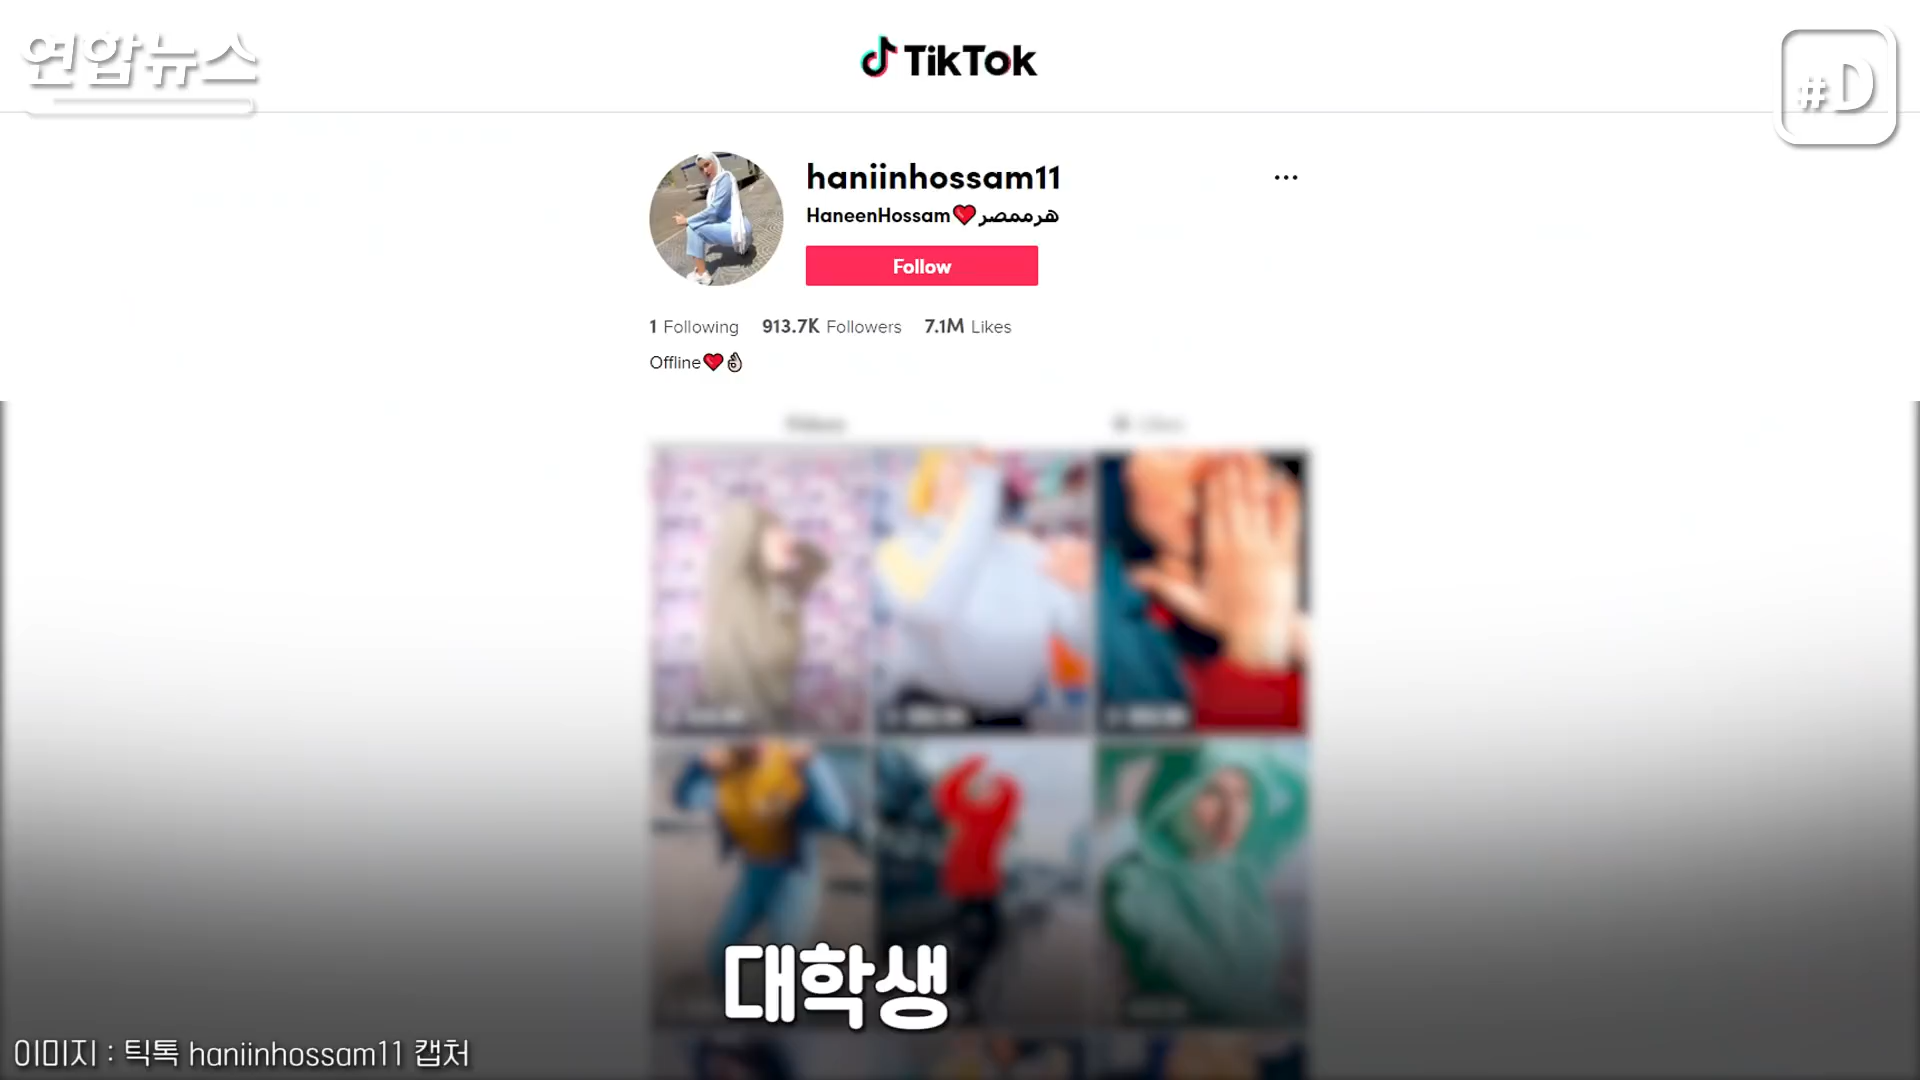 연합뉴스
TikTok
#D
haniinhossam11
HaneenHossam❤️هرممصر
Follow
1 Following 913.7K Followers 7.1M Likes
Offline❤️👌🏻
대학생
이미지 : 틱톡 haniinhossam11 캡처